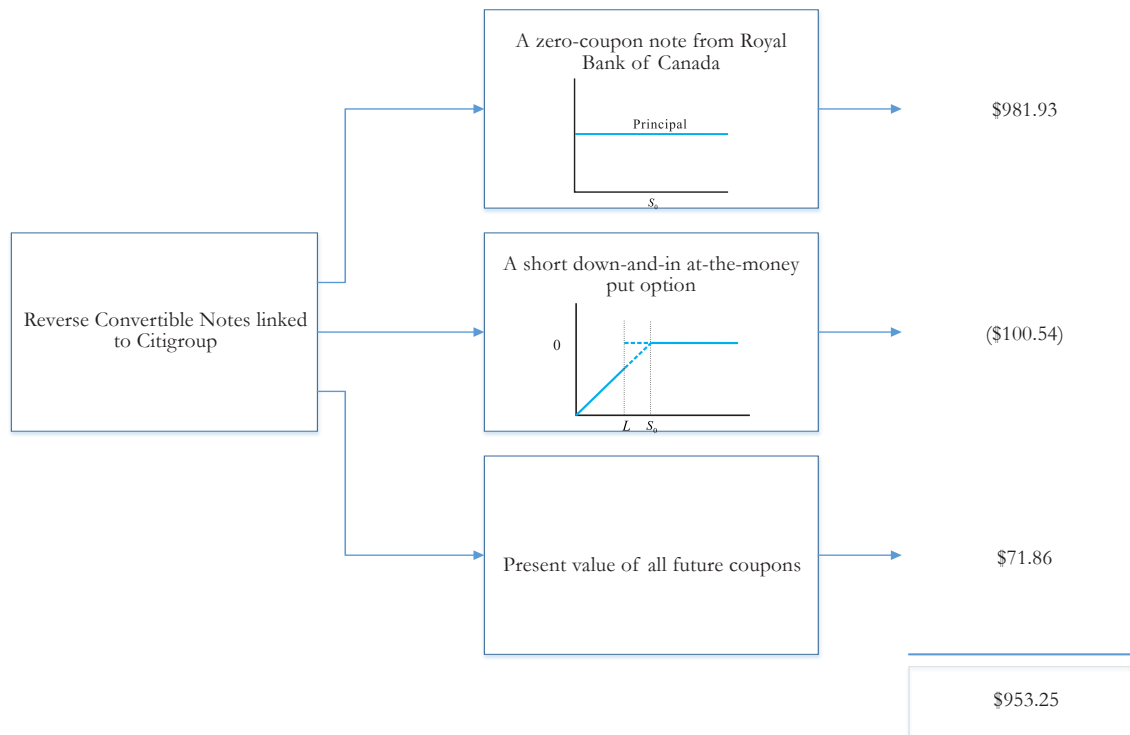 A zero-coupon note from Royal
Bank of Canada
Principal
S₀
$981.93
Reverse Convertible Notes linked
to Citigroup
A short down-and-in at-the-money
put option
0
L S₀
($100.54)
Present value of all future coupons
$71.86
$953.25